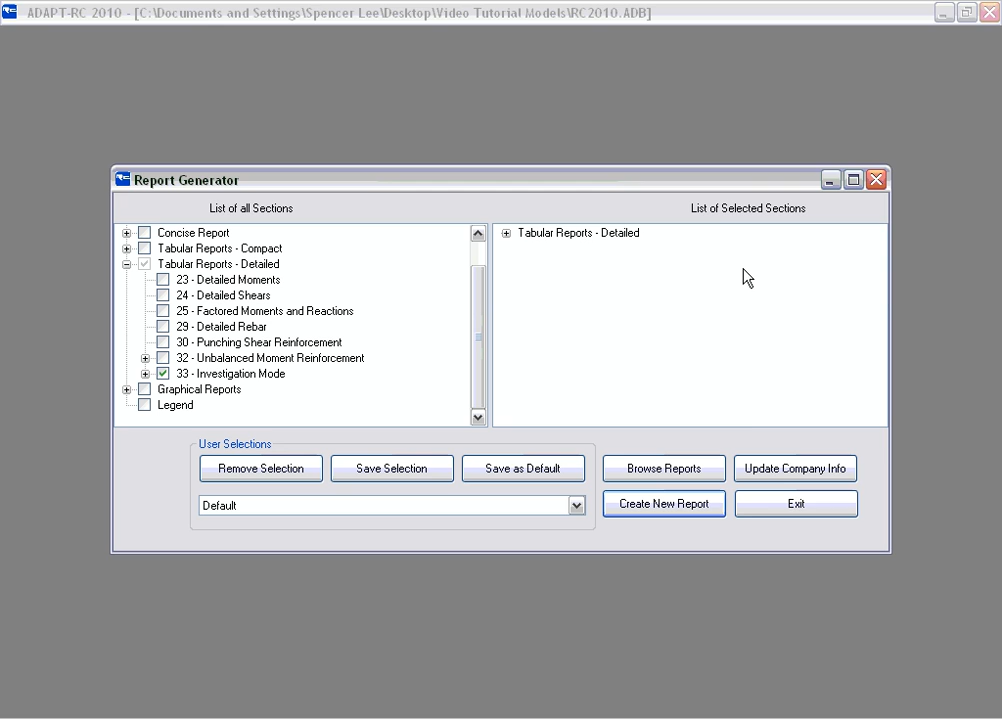 ADAPT-RC 2010 - [C:\Documents and Settings\Spencer Lee\Desktop\Video Tutorial Models\RC2010.ADB]
Report Generator
List of all Sections
List of Selected Sections
Concise Report
Tabular Reports - Compact
Tabular Reports - Detailed
23 - Detailed Moments
24 - Detailed Shears
25 - Factored Moments and Reactions
29 - Detailed Rebar
30 - Punching Shear Reinforcement
32 - Unbalanced Moment Reinforcement
33 - Investigation Mode
Graphical Reports
Legend
Tabular Reports - Detailed
User Selections
Remove Selection
Save Selection
Save as Default
Browse Reports
Update Company Info
Default
Create New Report
Exit